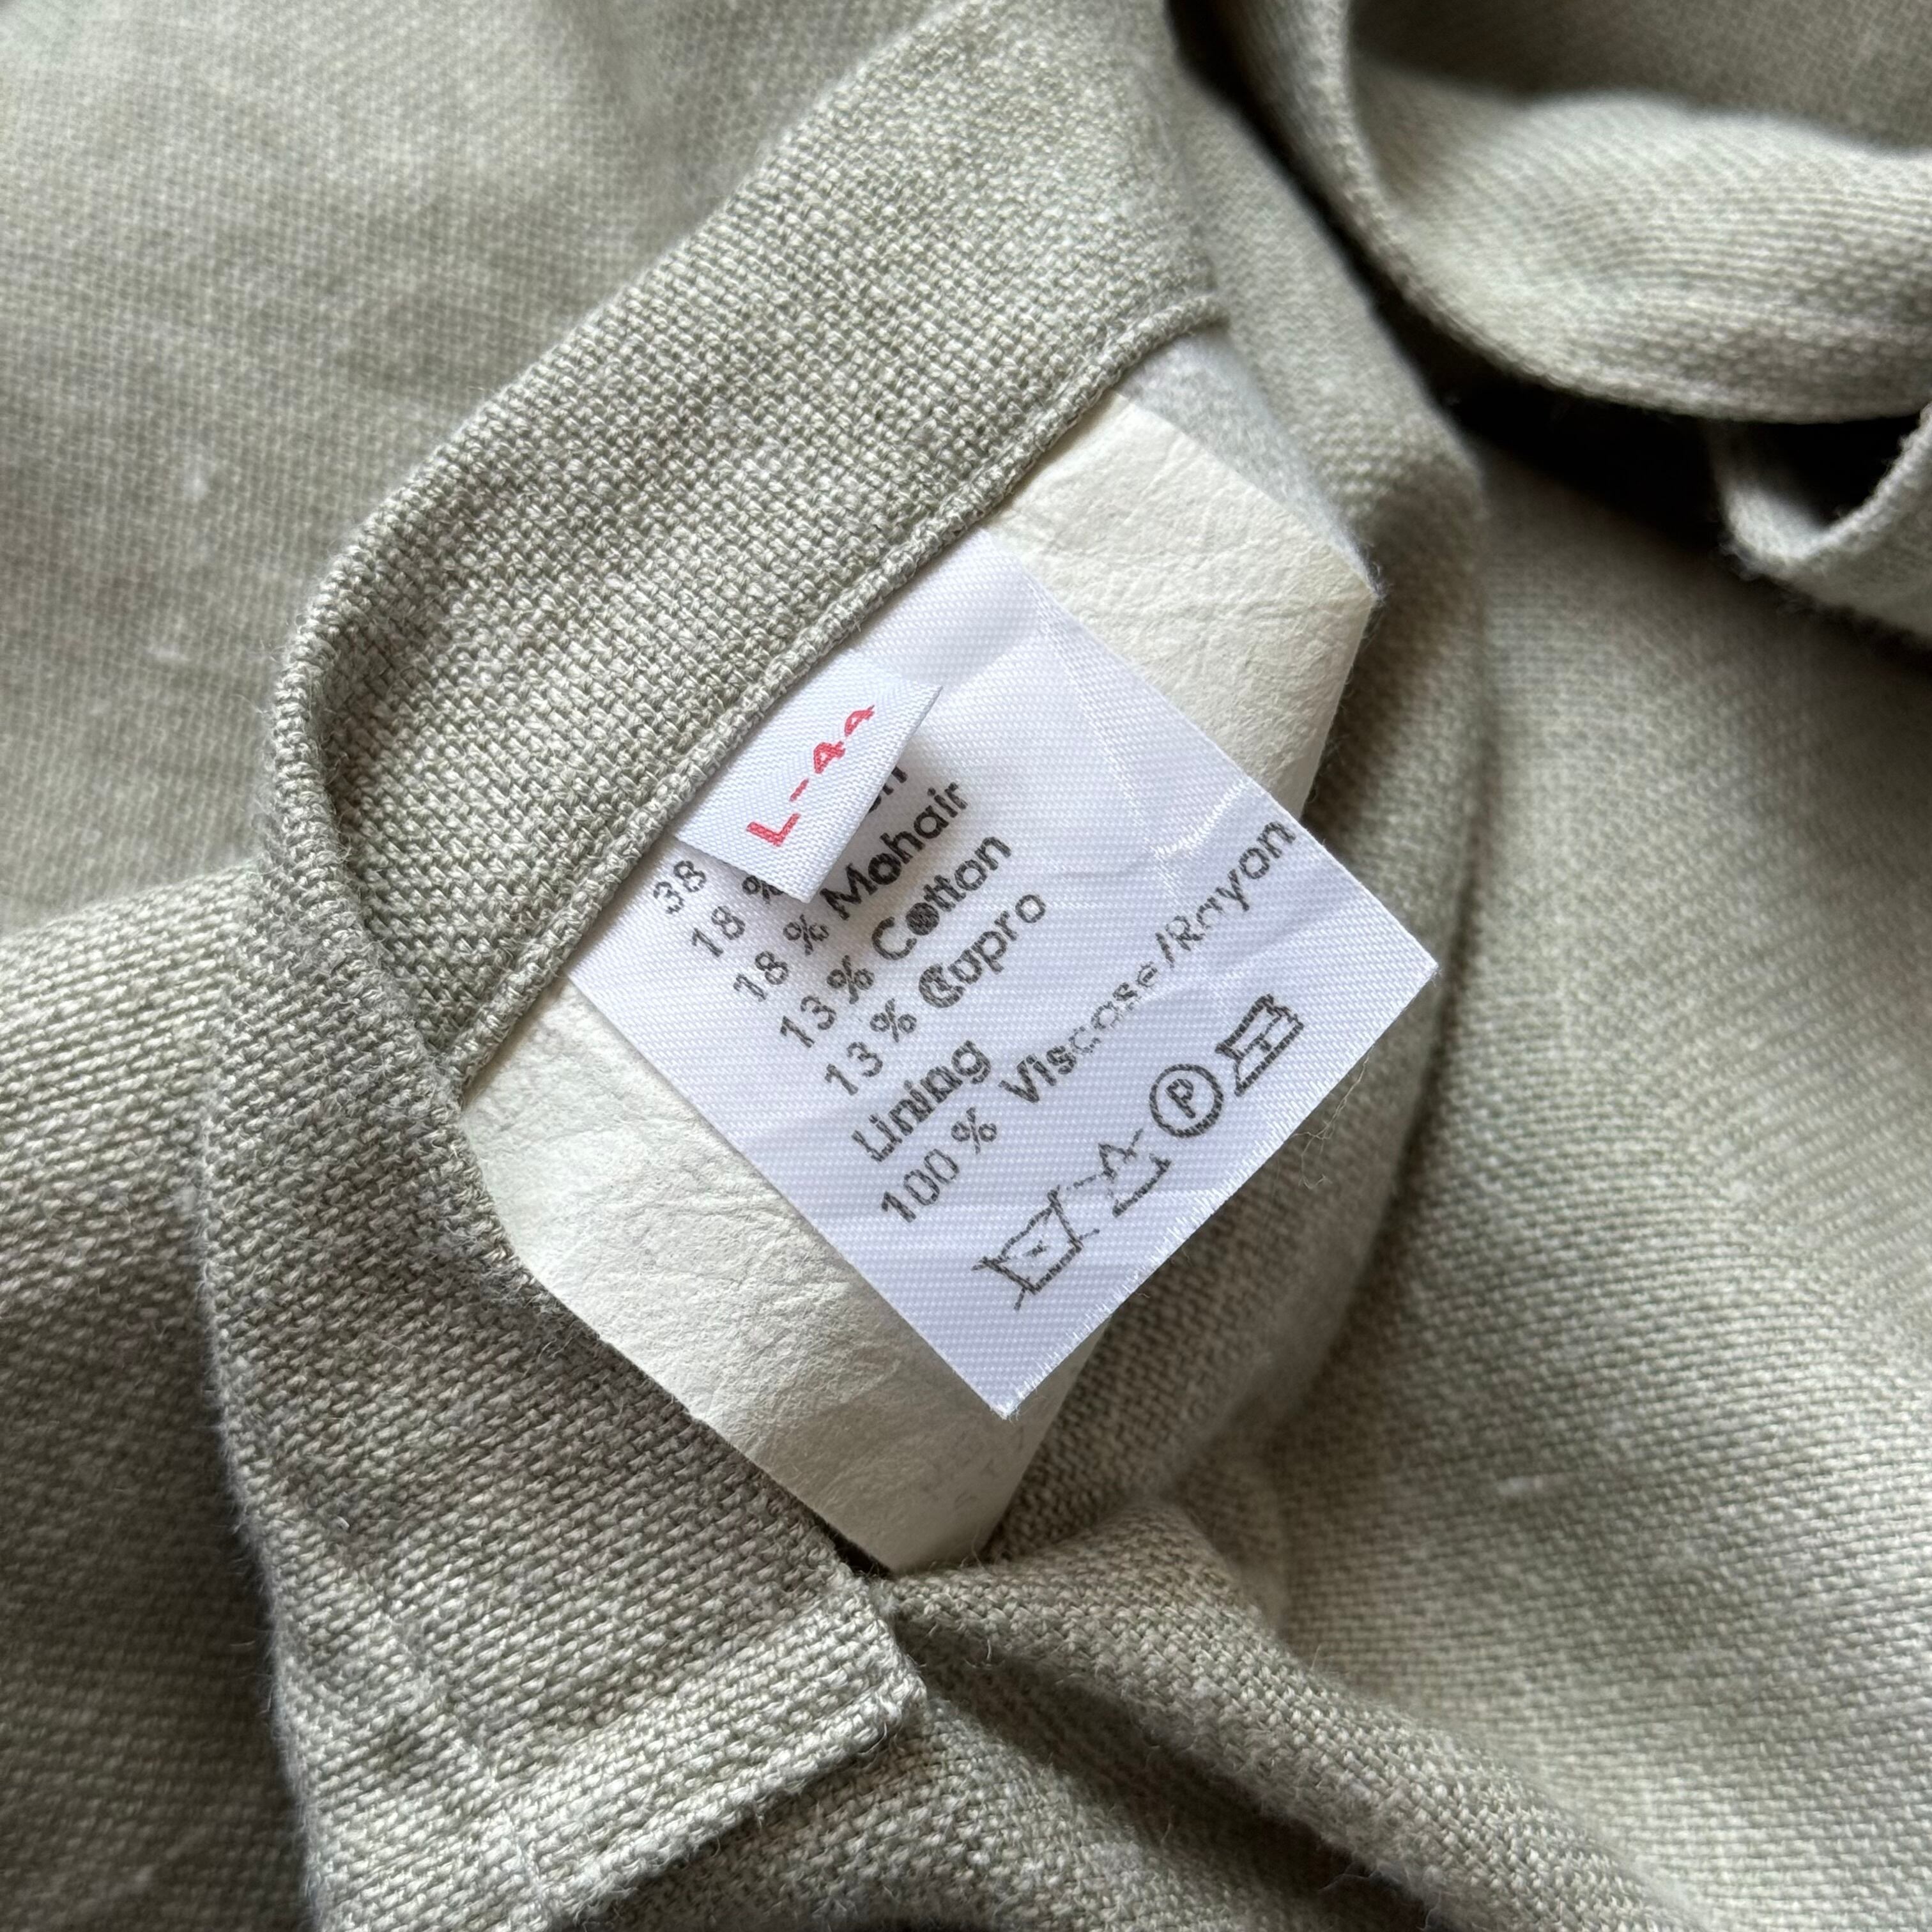 L-44
38
18 %
18 % Mohair
13 % Cotton
13 % Cupro
Lining
100 % Viscose/Rayon
P